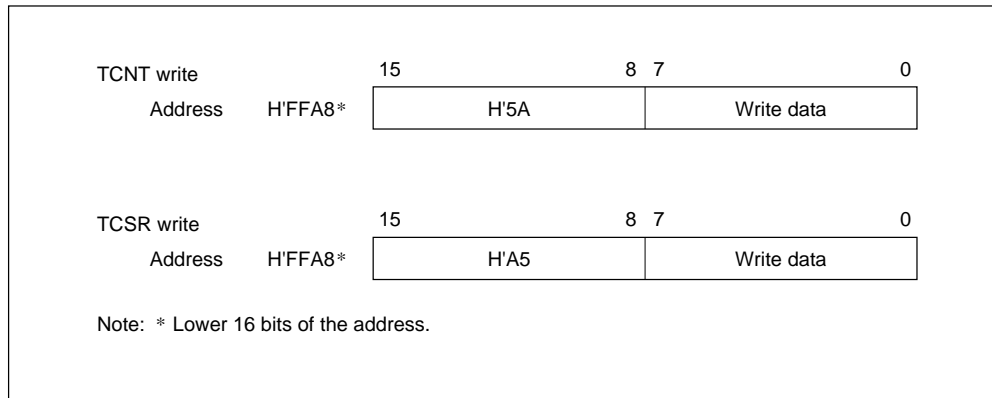 TCNT write 15 8 7 0
Address H'FFA8* H'5A Write data
TCSR write 15 8 7 0
Address H'FFA8* H'A5 Write data
Note: * Lower 16 bits of the address.